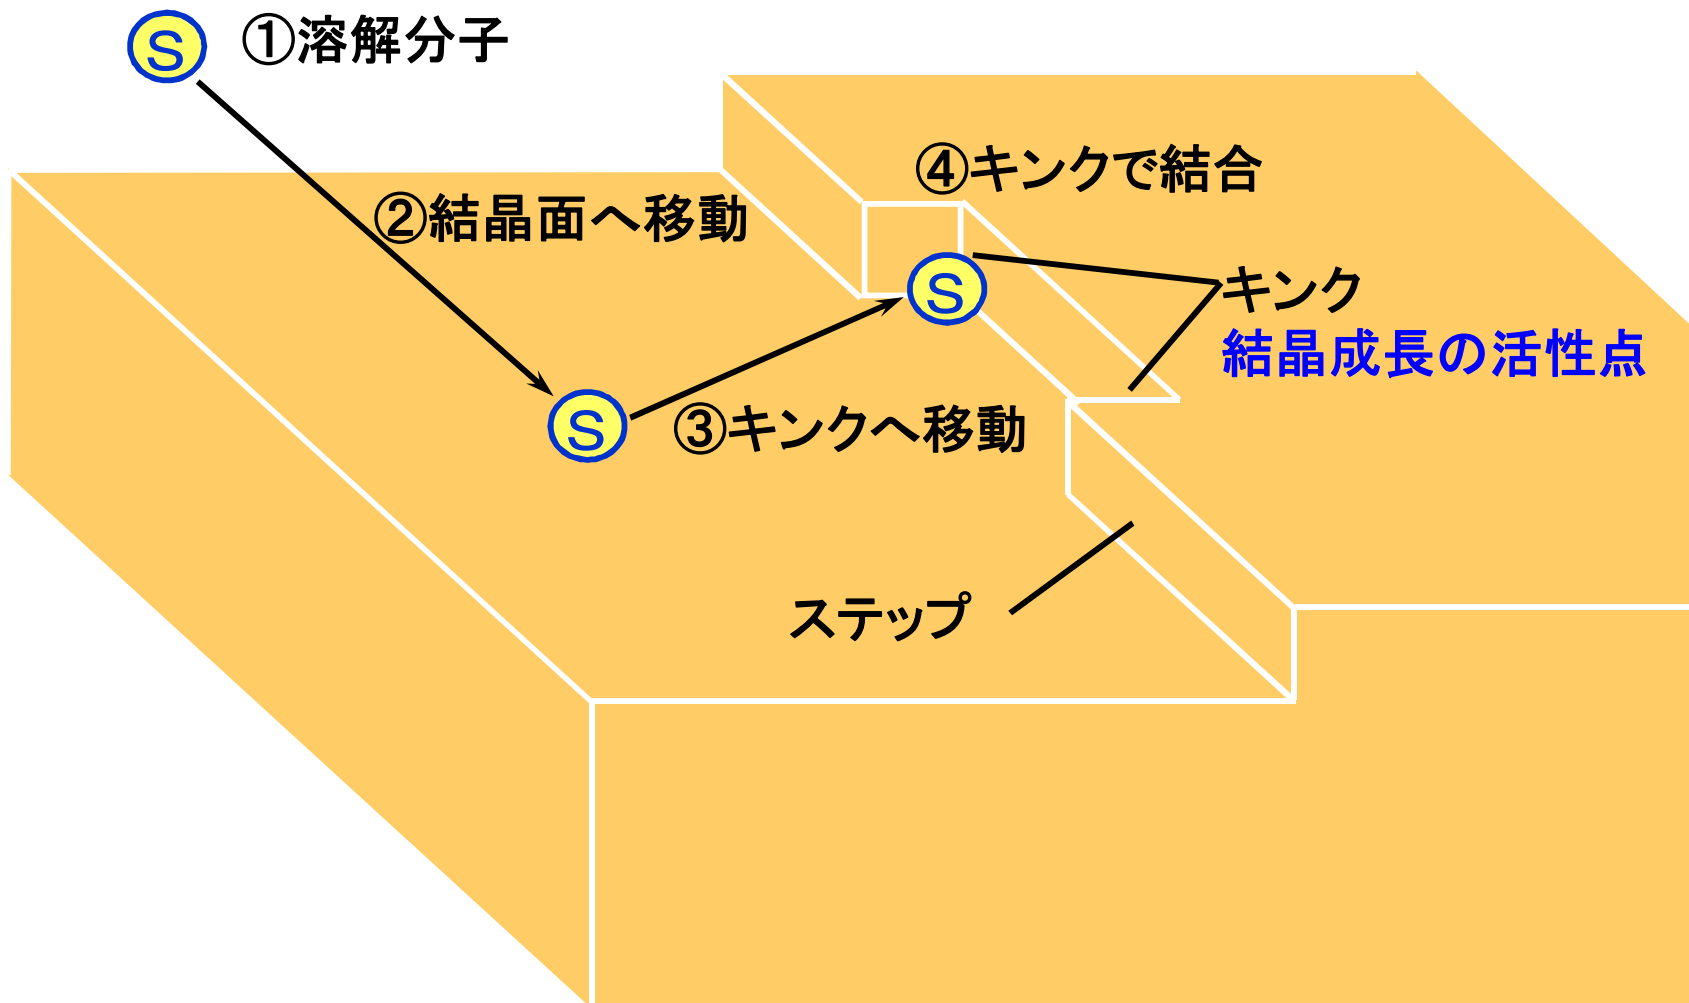 ①溶解分子
S
④キンクで結合
②結晶面へ移動
キンク
S
結晶成長の活性点
③キンクへ移動
S
ステップ